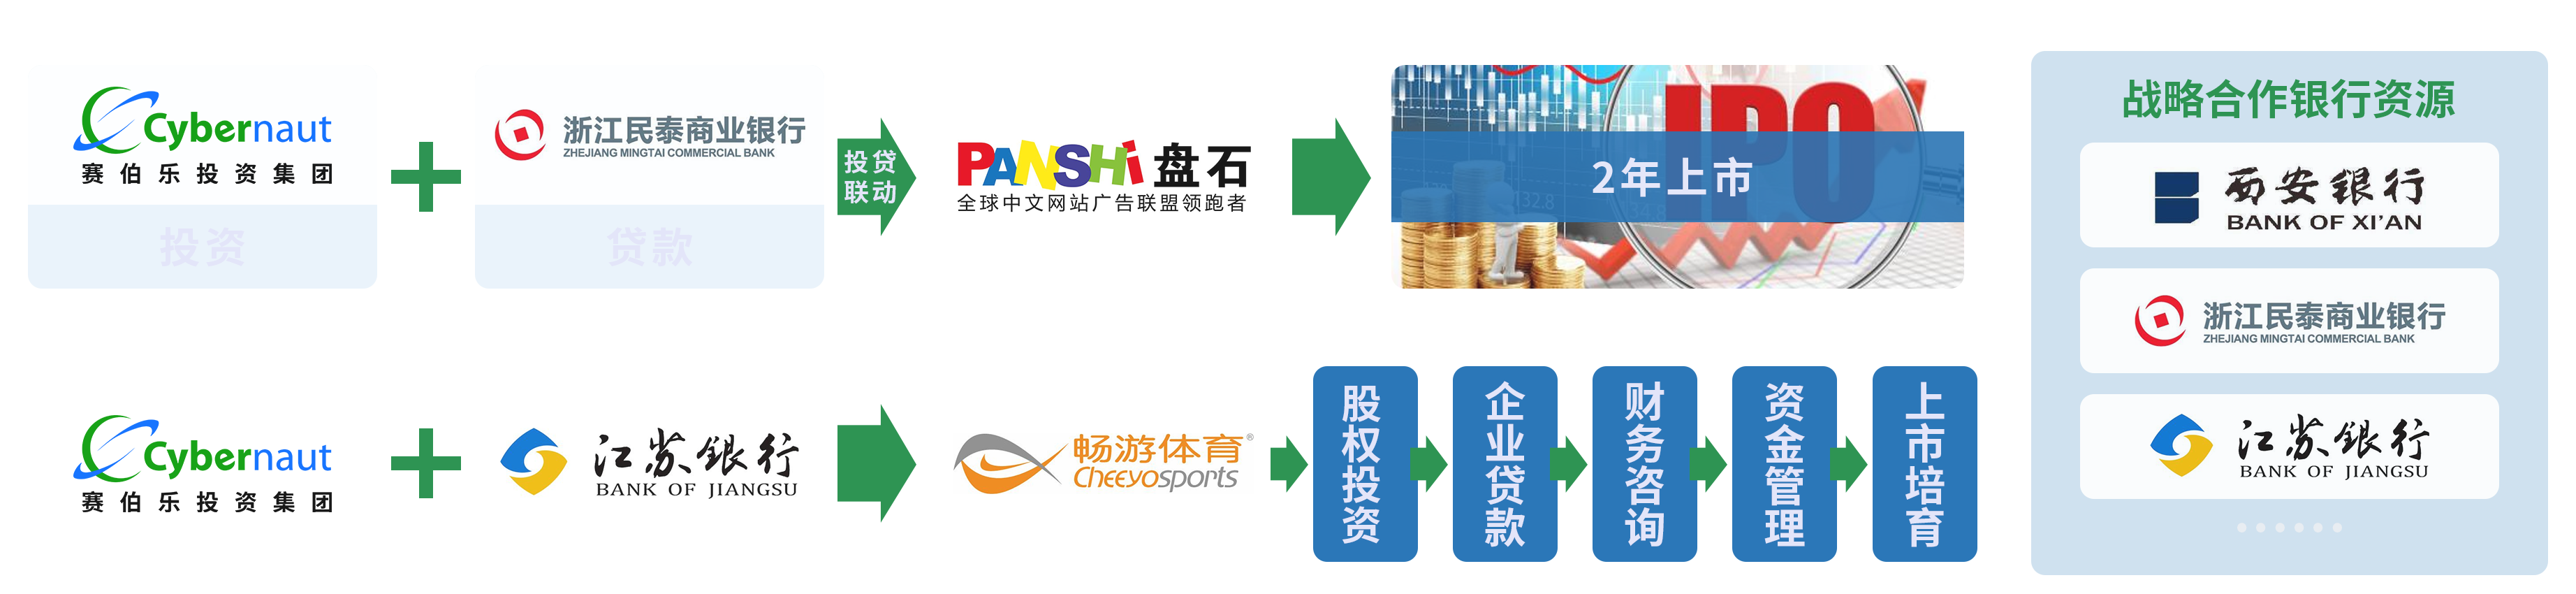 Cybernaut
赛伯乐投资集团
投资
浙江民泰商业银行
ZHEJIANG MINGTAI COMMERCIAL BANK
贷款
投贷
联动
PANSHi 盘石
全球中文网站广告联盟领跑者
IPO
32.8
34.8
2年上市
Cybernaut
赛伯乐投资集团
江苏银行
BANK OF JIANGSU
畅游体育®
Cheeyosports
股权投资
企业贷款
财务咨询
资金管理
上市培育
战略合作银行资源
西安银行
BANK OF XI'AN
浙江民泰商业银行
ZHEJIANG MINGTAI COMMERCIAL BANK
江苏银行
BANK OF JIANGSU
······